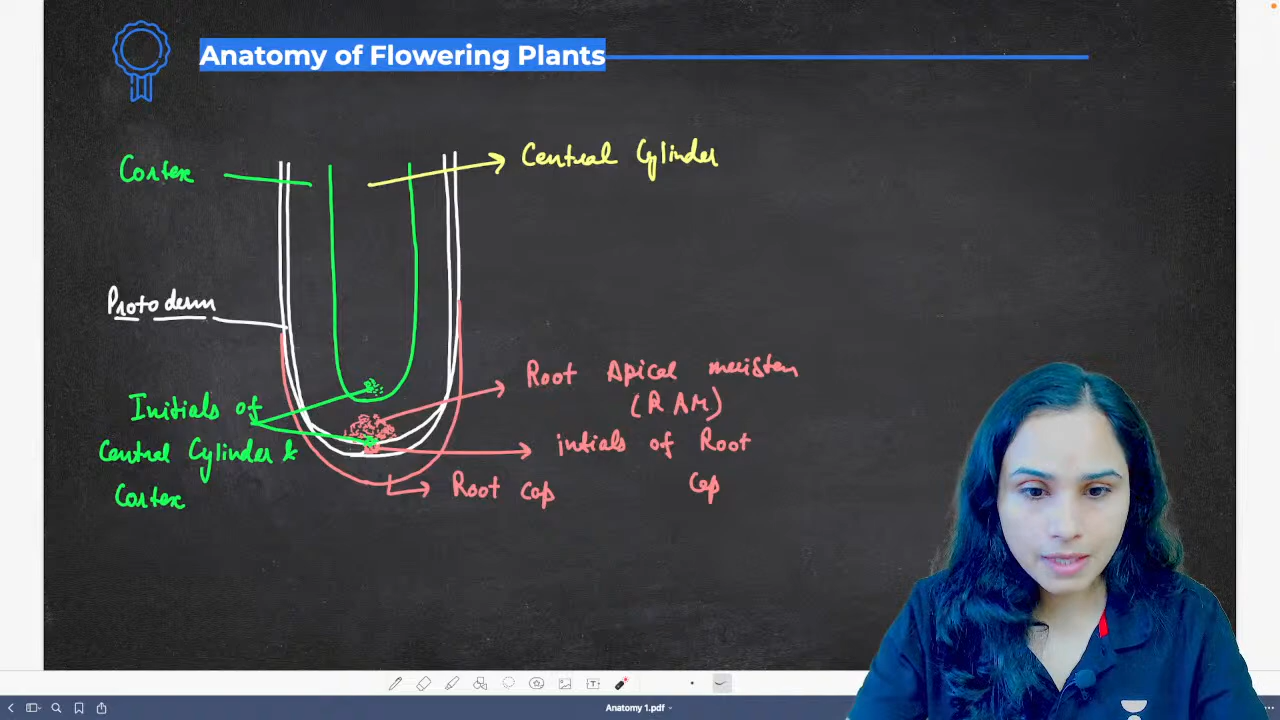 Anatomy of Flowering Plants
Cortex
Central Cylinder
Protoderm
Root Apical meristem
(RAM)
Initials of
Central Cylinder &
Cortex
intials of Root
Cap
Root cap
Anatomy 1.pdf